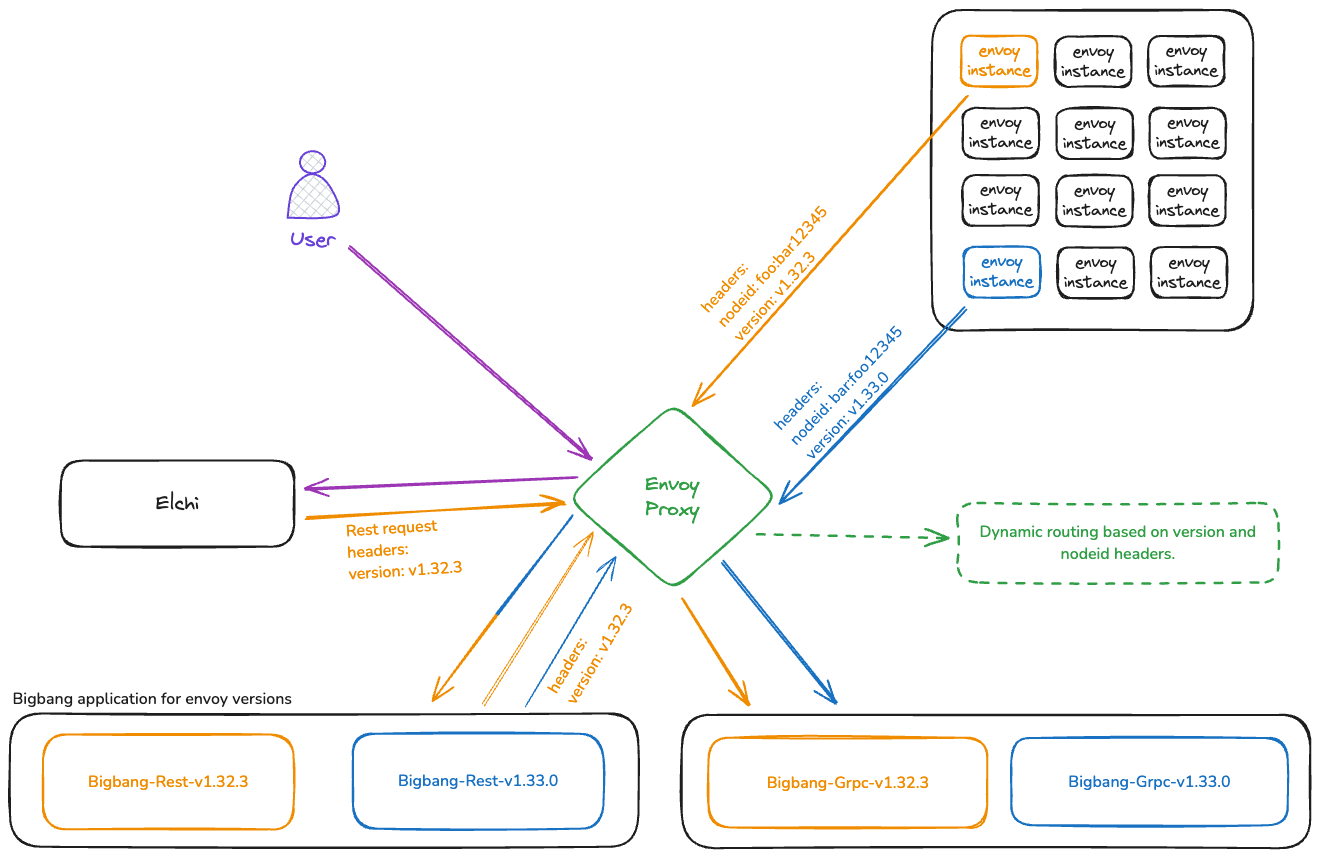 envoy
instance
envoy
instance
envoy
instance
envoy
instance
envoy
instance
envoy
instance
envoy
instance
envoy
instance
envoy
instance
envoy
instance
envoy
instance
envoy
instance
User
headers:
nodeid: foo:bar12345
version: v1.32.3
headers:
nodeid: bar:foo12345
version: v1.33.0
Elchi
Envoy
Proxy
Rest request
headers:
version: v1.32.3
Dynamic routing based on version and
nodeid headers.
headers:
version: v1.32.3
Bigbang application for envoy versions
Bigbang-Rest-v1.32.3
Bigbang-Rest-v1.33.0
Bigbang-Grpc-v1.32.3
Bigbang-Grpc-v1.33.0